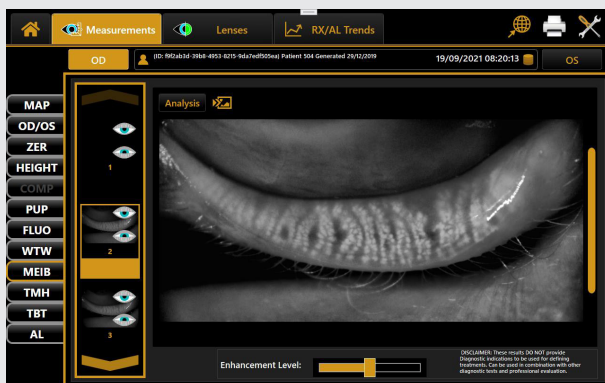 Measurements
Lenses
RX/AL Trends
OD
(ID: f9f2ab3d-39b8-4953-8215-9da7edf505ea) Patient 504 Generated 29/12/2019
19/09/2021 08:20:13
OS
MAP
OD/OS
ZER
HEIGHT
COMP
PUP
FLUO
WTW
MEIB
TMH
TBT
AL
1
2
3
Analysis
Enhancement Level:
DISCLAIMER: These results DO NOT provide
Diagnostic indications to be used for defining
treatments. Can be used in combination with other
diagnostic tests and professional evaluation.